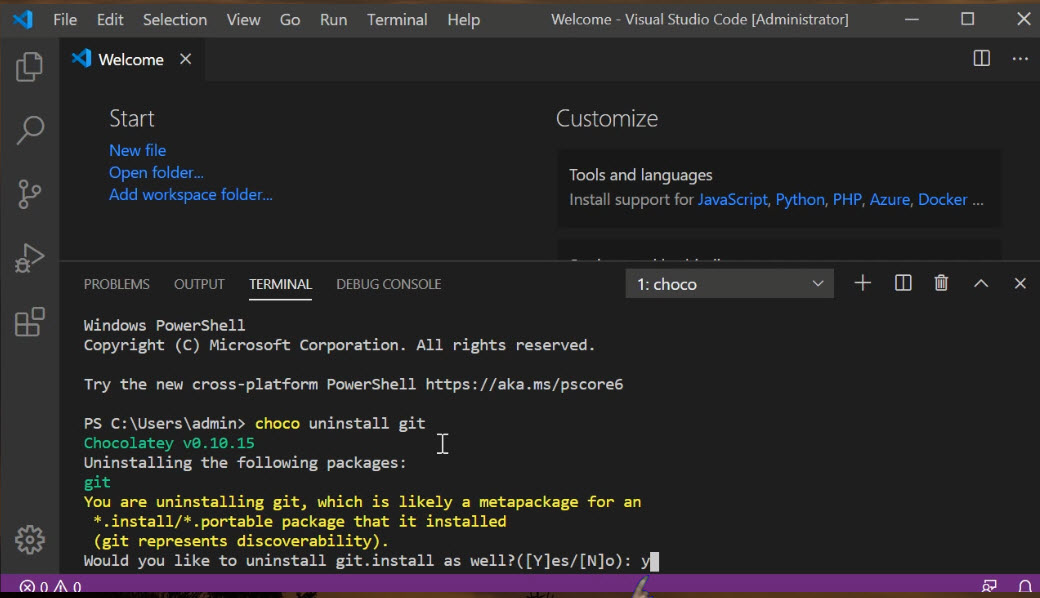 File Edit Selection View Go Run Terminal Help Welcome - Visual Studio Code [Administrator]
Welcome
Start
New file
Open folder...
Add workspace folder...
Customize
Tools and languages
Install support for JavaScript, Python, PHP, Azure, Docker ...
PROBLEMS OUTPUT TERMINAL DEBUG CONSOLE 1: choco
Windows PowerShell
Copyright (C) Microsoft Corporation. All rights reserved.
Try the new cross-platform PowerShell https://aka.ms/pscore6
PS C:\Users\admin> choco uninstall git
Chocolatey v0.10.15
Uninstalling the following packages:
git
You are uninstalling git, which is likely a metapackage for an
*.install/*.portable package that it installed
(git represents discoverability).
Would you like to uninstall git.install as well?([Y]es/[N]o): y
0 0